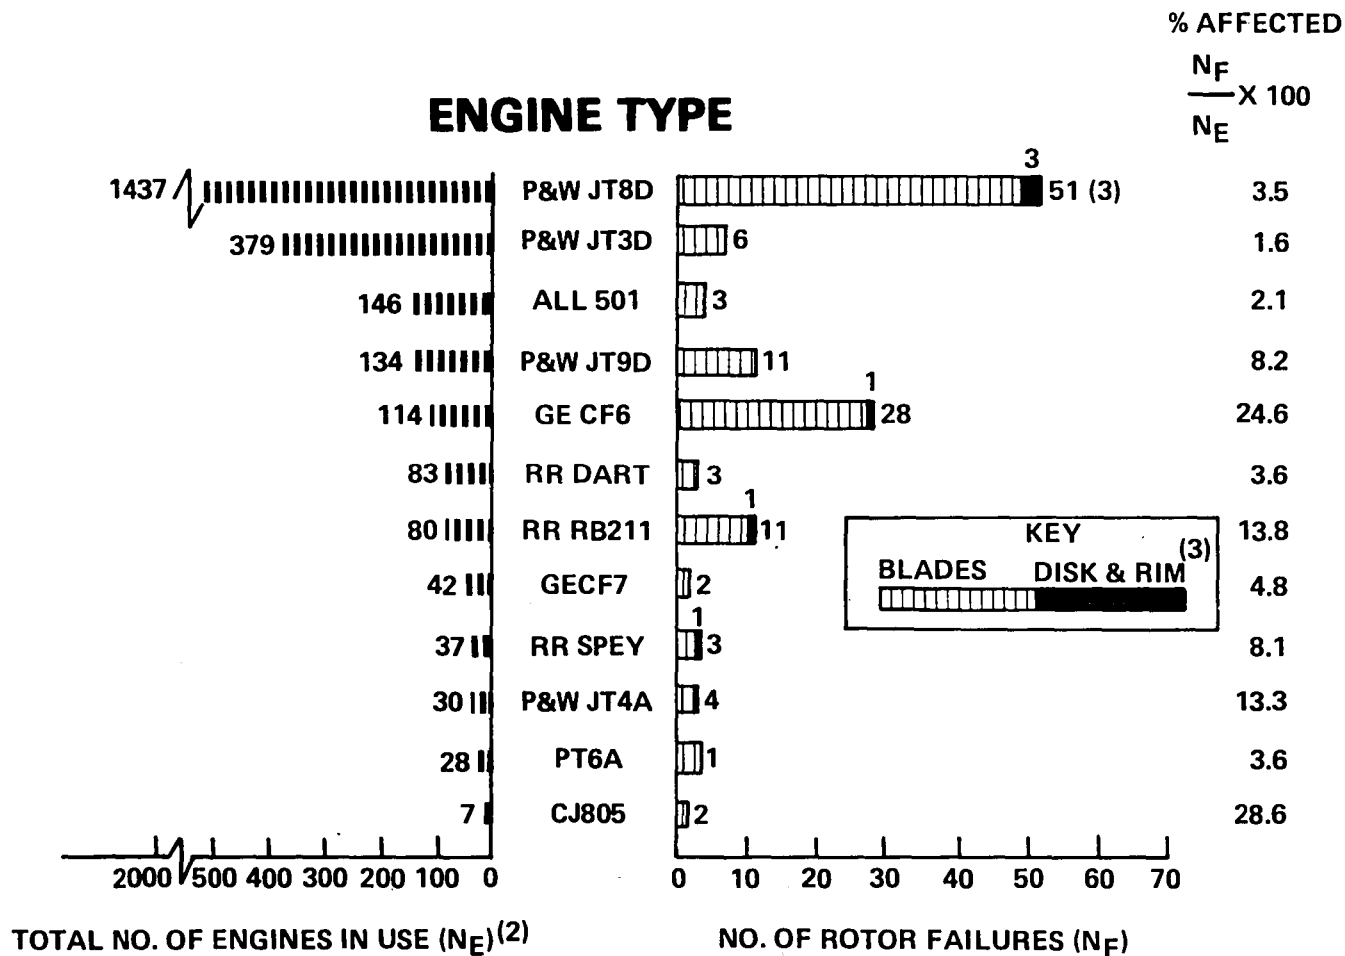 % AFFECTED
NF
X 100
NE
ENGINE TYPE
3
1437 P&W JT8D 51 (3) 3.5
379 P&W JT3D 6 1.6
146 ALL 501 3 2.1
134 P&W JT9D 11 8.2
1
114 GE CF6 28 24.6
83 RR DART 3 3.6
1
80 RR RB211 11 13.8
KEY
(3)
BLADES DISK & RIM
42 GECF7 2 4.8
1
37 RR SPEY 3 8.1
30 P&W JT4A 4 13.3
28 PT6A 1 3.6
7 CJ805 2 28.6
2000 500 400 300 200 100 0 0 10 20 30 40 50 60 70
TOTAL NO. OF ENGINES IN USE (NE)(2) NO. OF ROTOR FAILURES (NF)